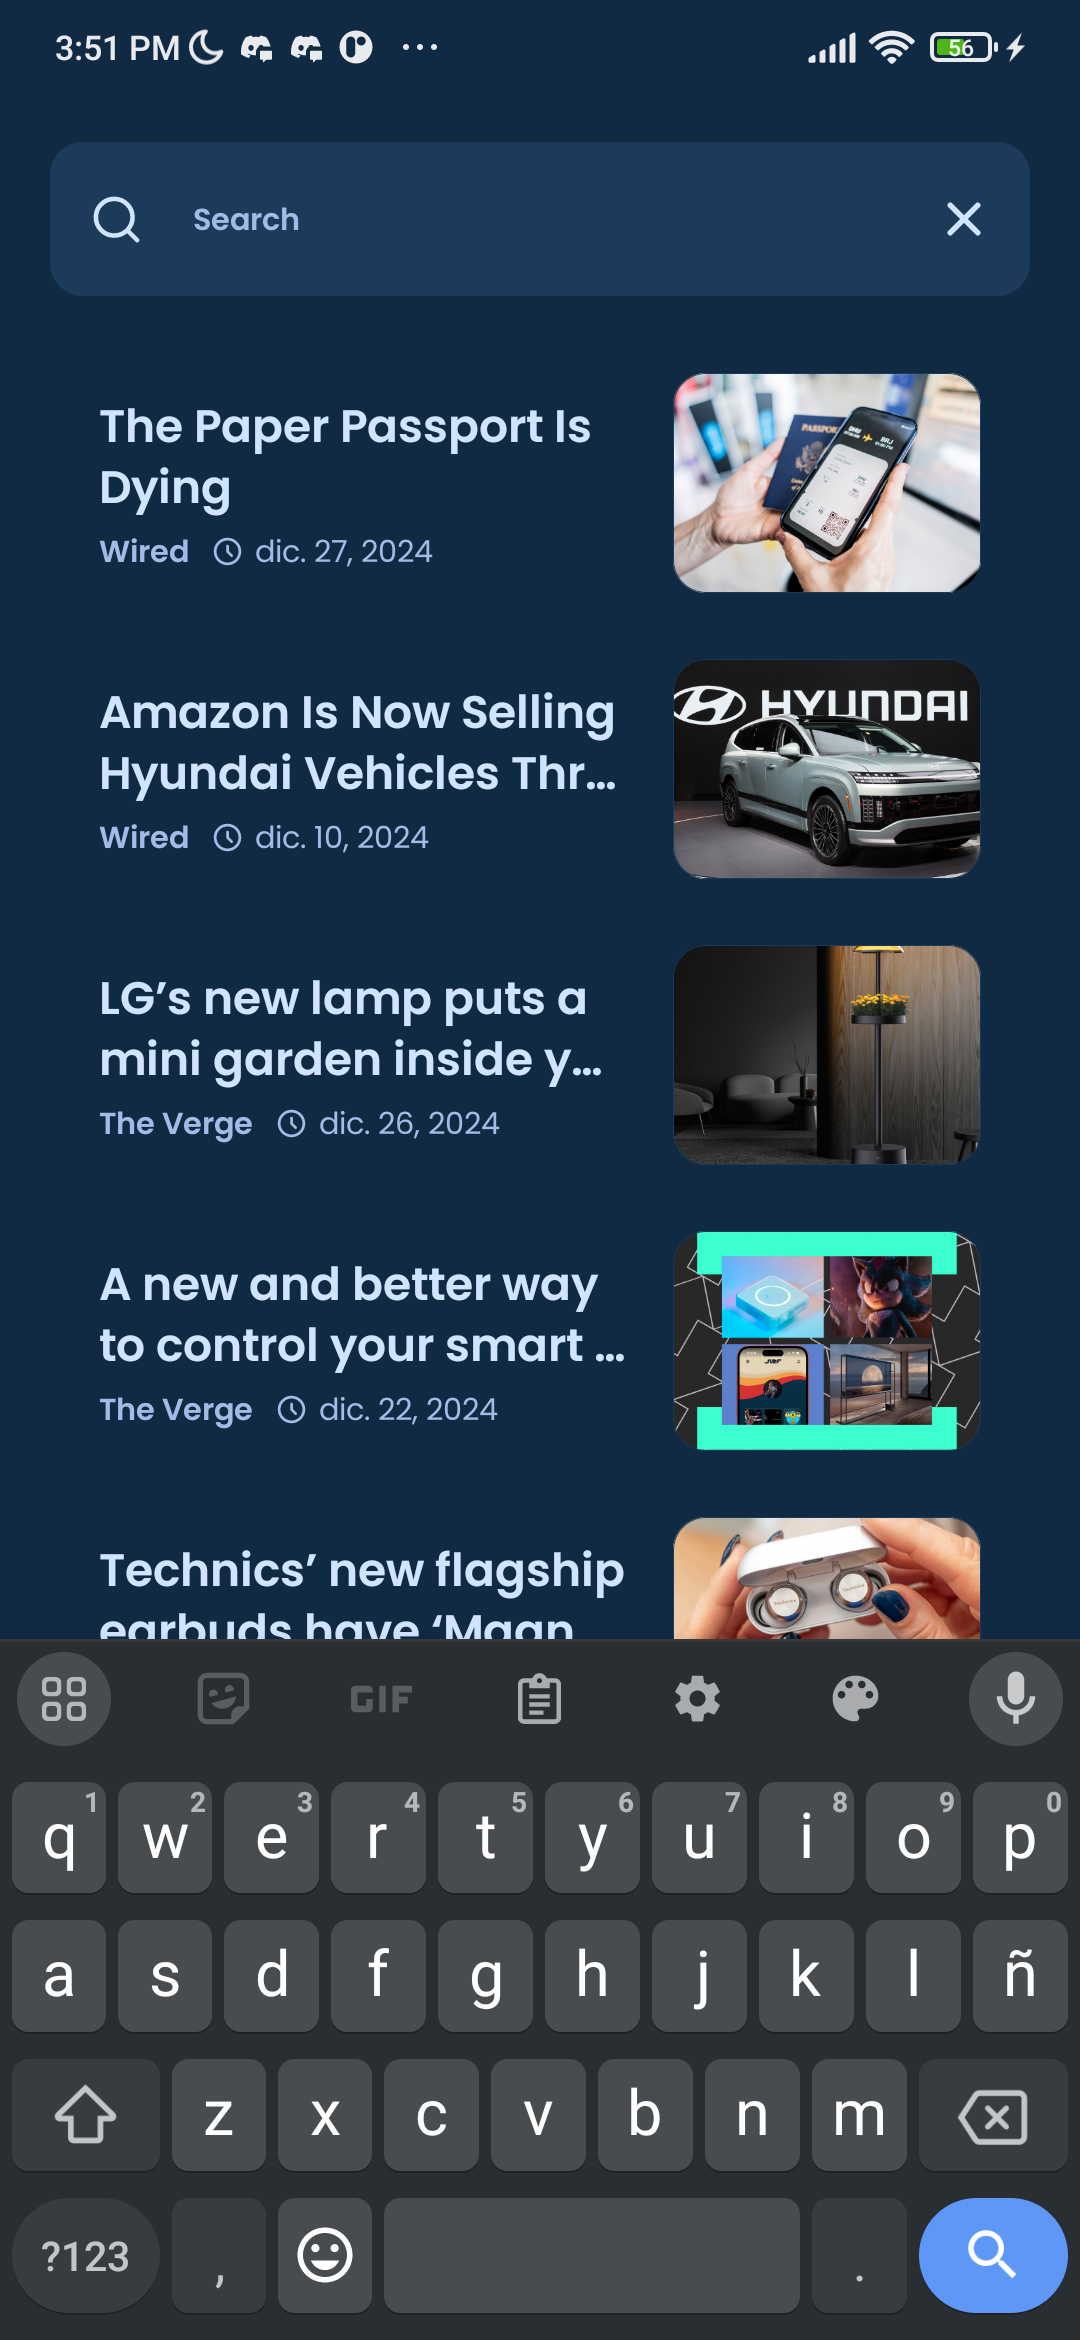 3:51 PM
56
Search
The Paper Passport Is
Dying
Wired dic. 27, 2024
PASSPORT
HYUNDAI
Amazon Is Now Selling
Hyundai Vehicles Thr...
Wired dic. 10, 2024
LG’s new lamp puts a
mini garden inside y...
The Verge dic. 26, 2024
A new and better way
to control your smart ...
The Verge dic. 22, 2024
SURF
Technics’ new flagship
earbuds have ‘Magn
Technics
GIF
1 2 3 4 5 6 7 8 9 0
q w e r t y u i o p
a s d f g h j k l ñ
z x c v b n m
?123 , .